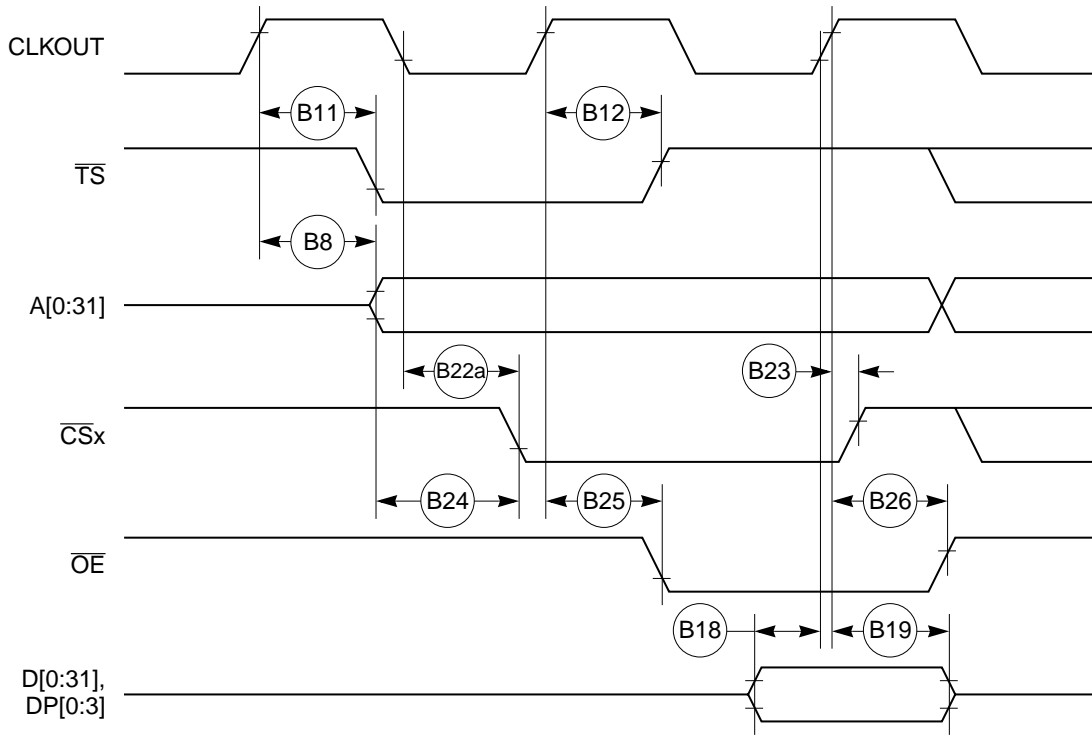 CLKOUT
B11
B12
TS
B8
A[0:31]
B22a
B23
CSx
B24
B25
B26
OE
B18
B19
D[0:31],
DP[0:3]